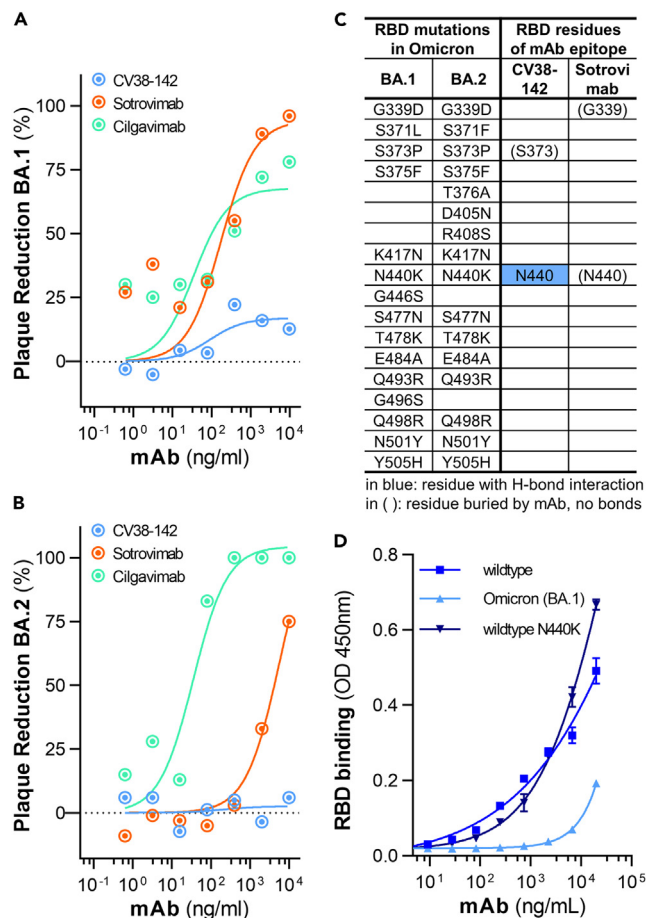 A
CV38-142
Sotrovimab
Cilgavimab
Plaque Reduction BA.1 (%)
100
75
50
25
0
10⁻¹ 10⁰ 10¹ 10² 10³ 10⁴
mAb (ng/ml)
B
CV38-142
Sotrovimab
Cilgavimab
Plaque Reduction BA.2 (%)
100
75
50
25
0
10⁻¹ 10⁰ 10¹ 10² 10³ 10⁴
mAb (ng/ml)
C
RBD mutations RBD residues
in Omicron of mAb epitope
BA.1 BA.2 CV38- Sotrovi
142 mab
G339D G339D (G339)
S371L S371F
S373P S373P (S373)
S375F S375F
T376A
D405N
R408S
K417N K417N
N440K N440K N440 (N440)
G446S
S477N S477N
T478K T478K
E484A E484A
Q493R Q493R
G496S
Q498R Q498R
N501Y N501Y
Y505H Y505H
in blue: residue with H-bond interaction
in ( ): residue buried by mAb, no bonds
D
wildtype
Omicron (BA.1)
wildtype N440K
RBD binding (OD 450nm)
0.8
0.6
0.4
0.2
0.0
10¹ 10² 10³ 10⁴ 10⁵
mAb (ng/mL)